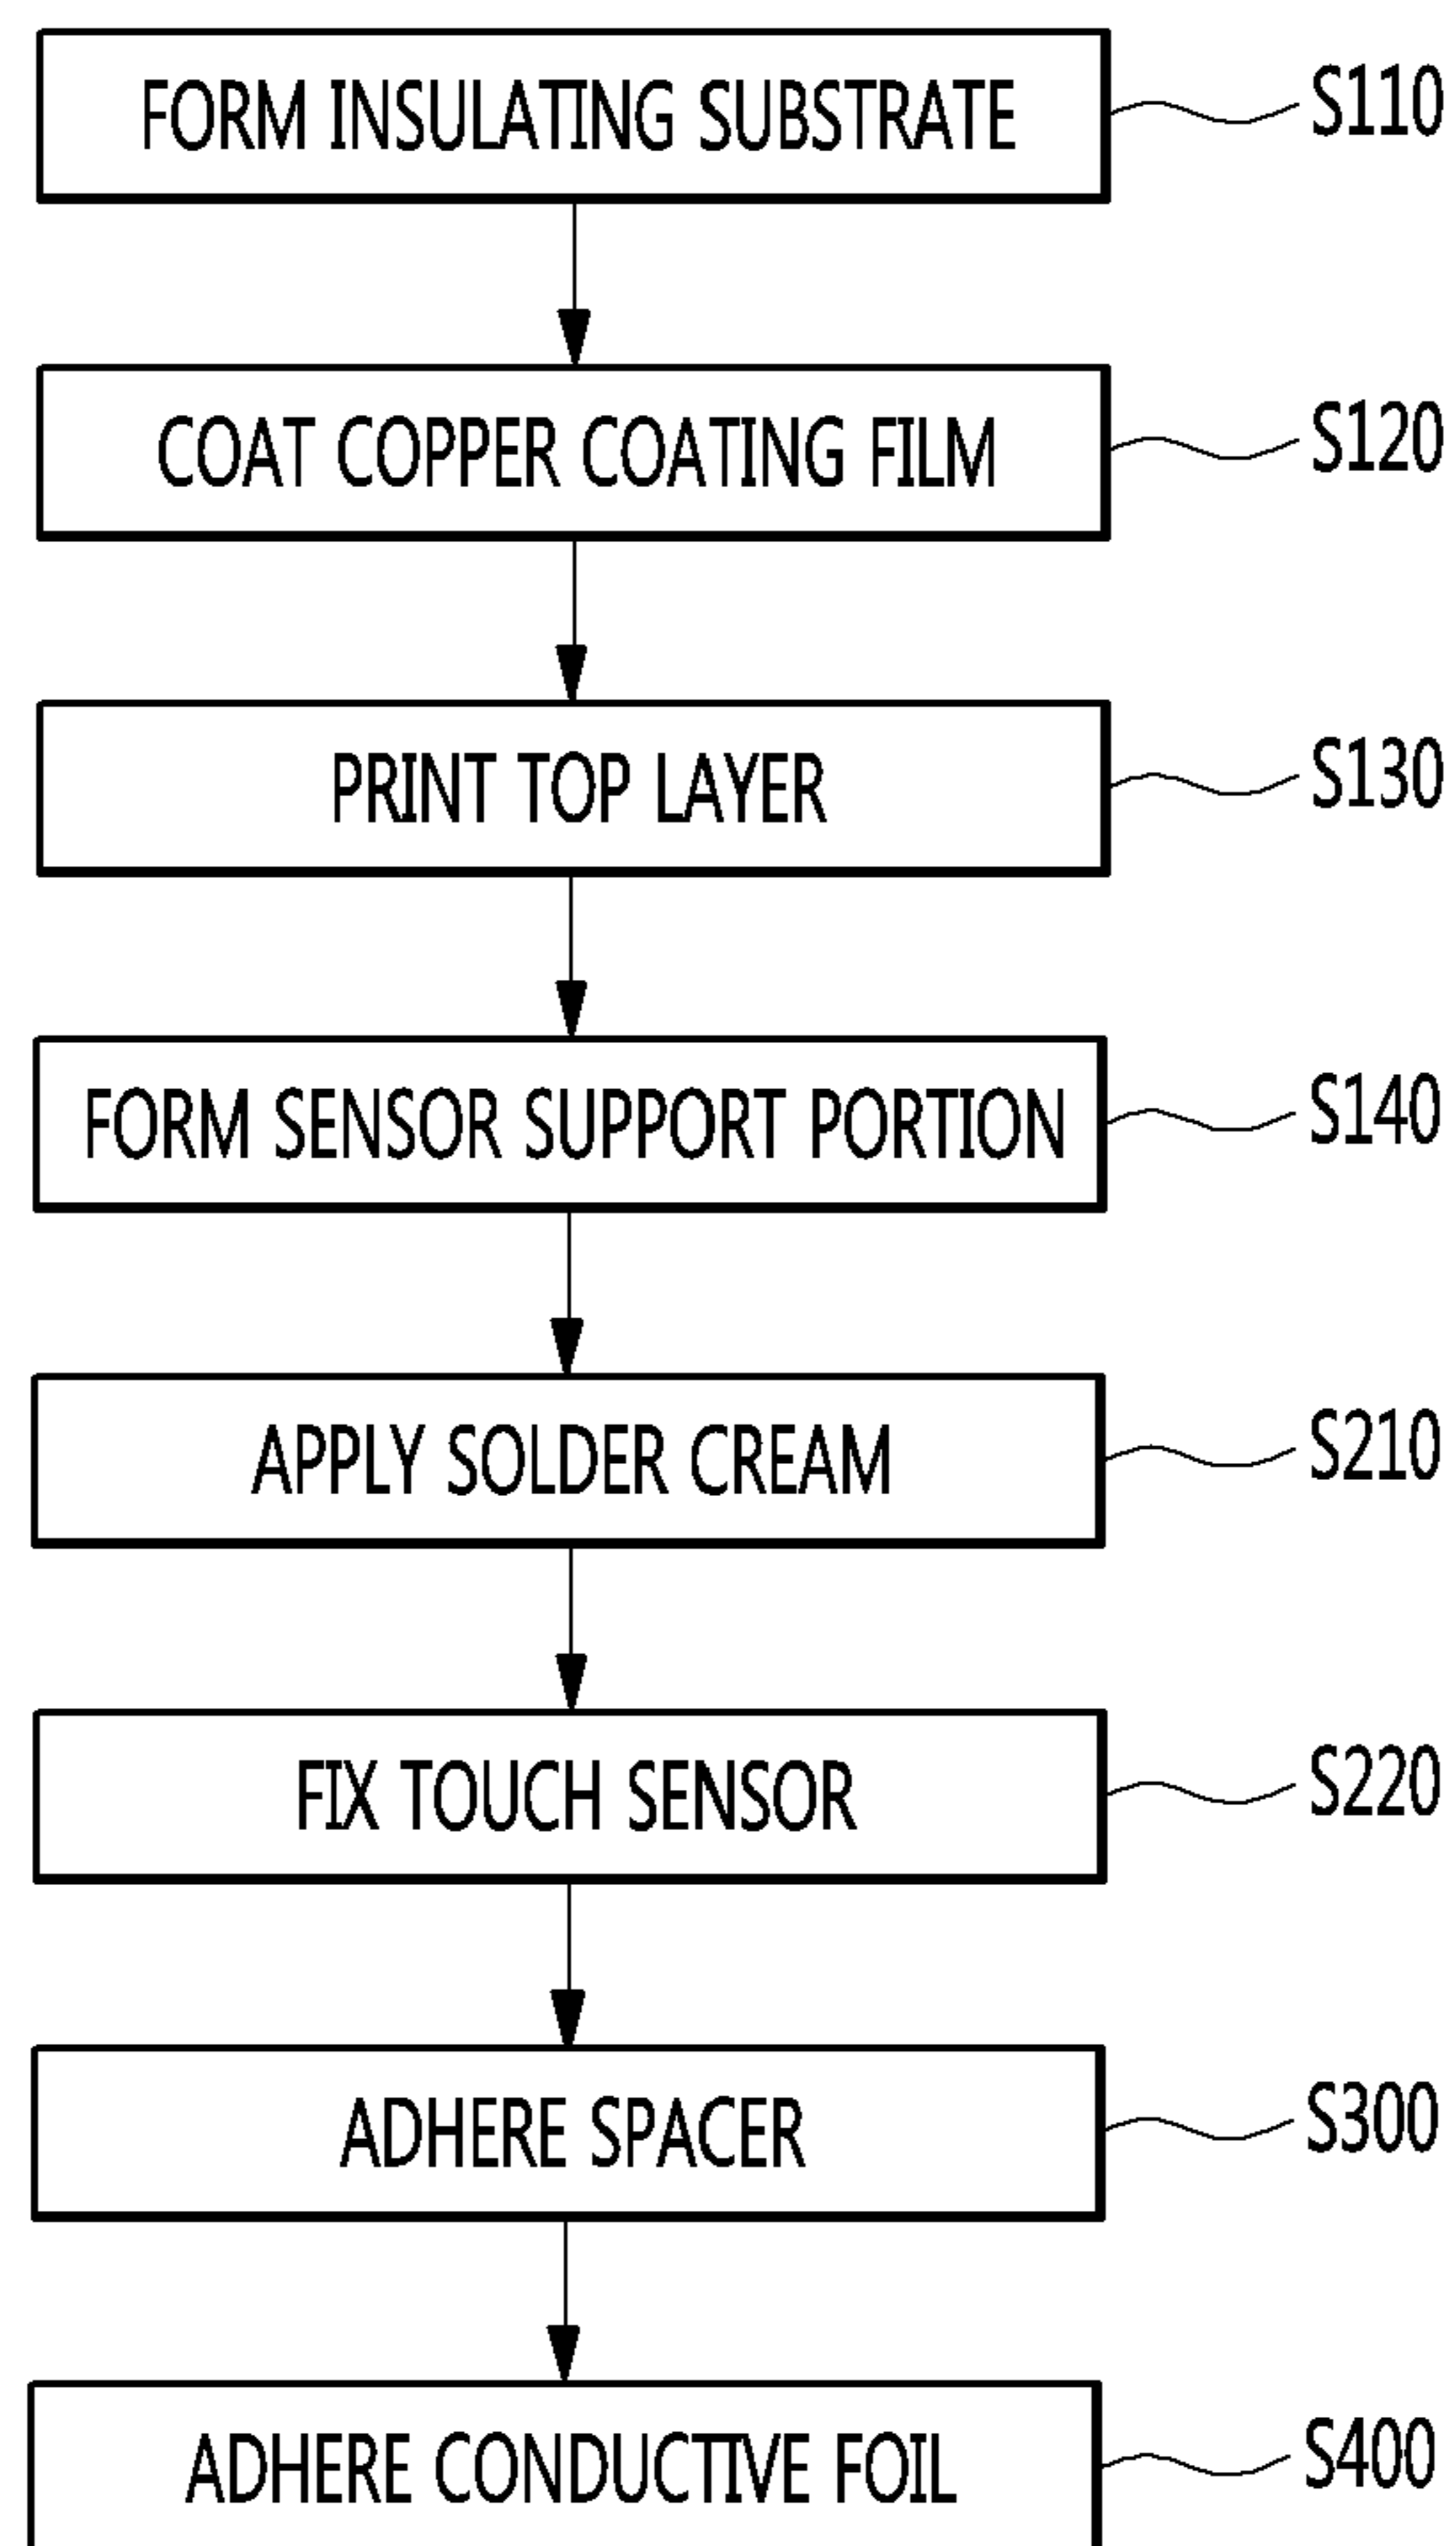 FORM INSULATING SUBSTRATE S110
COAT COPPER COATING FILM S120
PRINT TOP LAYER S130
FORM SENSOR SUPPORT PORTION S140
APPLY SOLDER CREAM S210
FIX TOUCH SENSOR S220
ADHERE SPACER S300
ADHERE CONDUCTIVE FOIL S400